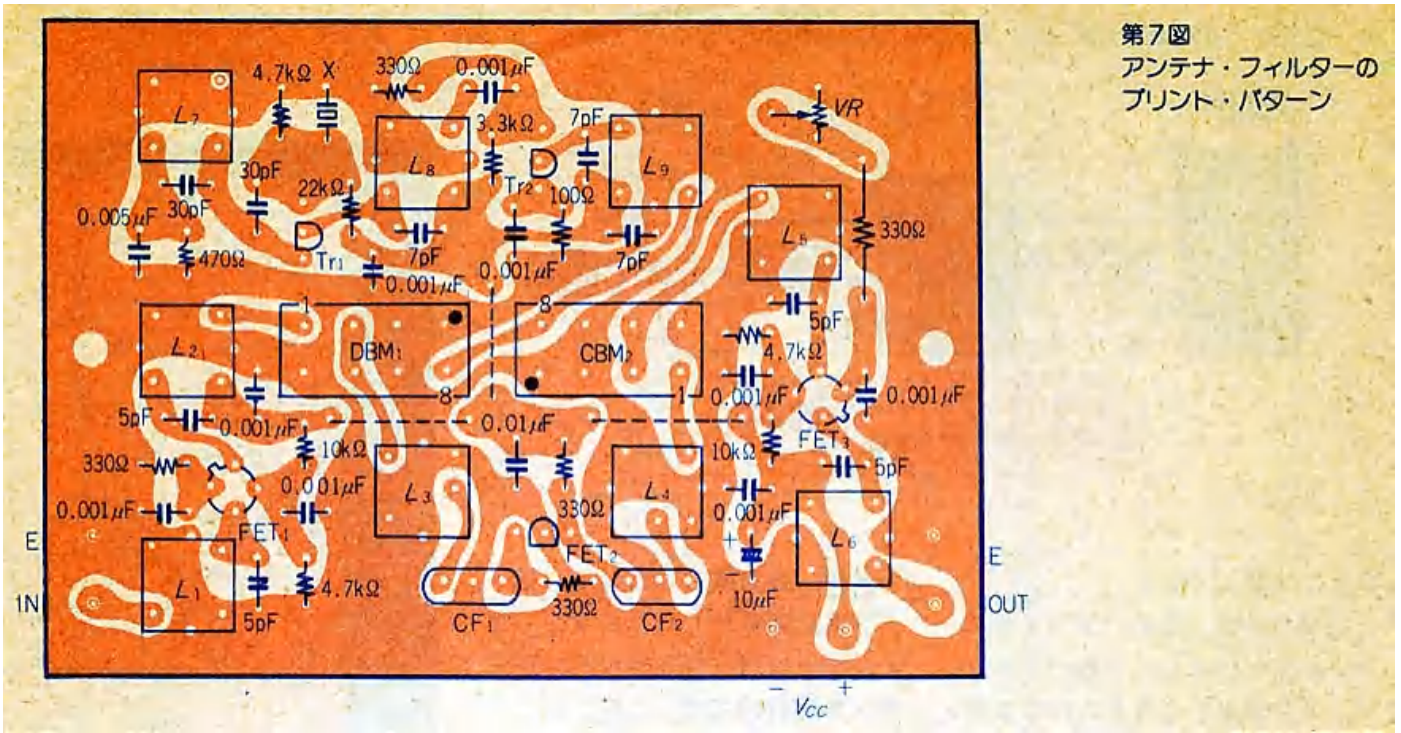 第7図
アンテナ・フィルターの
プリント・パターン
4.7kΩ X 330Ω 0.001μF
VR
L7 3.3kΩ 7pF
L8 L9
30pF Tr2
30pF 22kΩ 100Ω
0.005μF
L5 330Ω
470Ω Tr1 7pF 0.001μF 7pF
0.001μF
1 8 5pF
L2 DBM1 CBM2 4.7kΩ
8 1 0.001μF 0.001μF
5pF 0.001μF 0.01μF FET3
330Ω 10kΩ 10kΩ 5pF
0.001μF L3 L4
0.001μF 330Ω 0.001μF
FET1 FET2 + L6
E E
L1 4.7kΩ -
IN 5pF 330Ω 10μF OUT
CF1 CF2
- +
Vcc